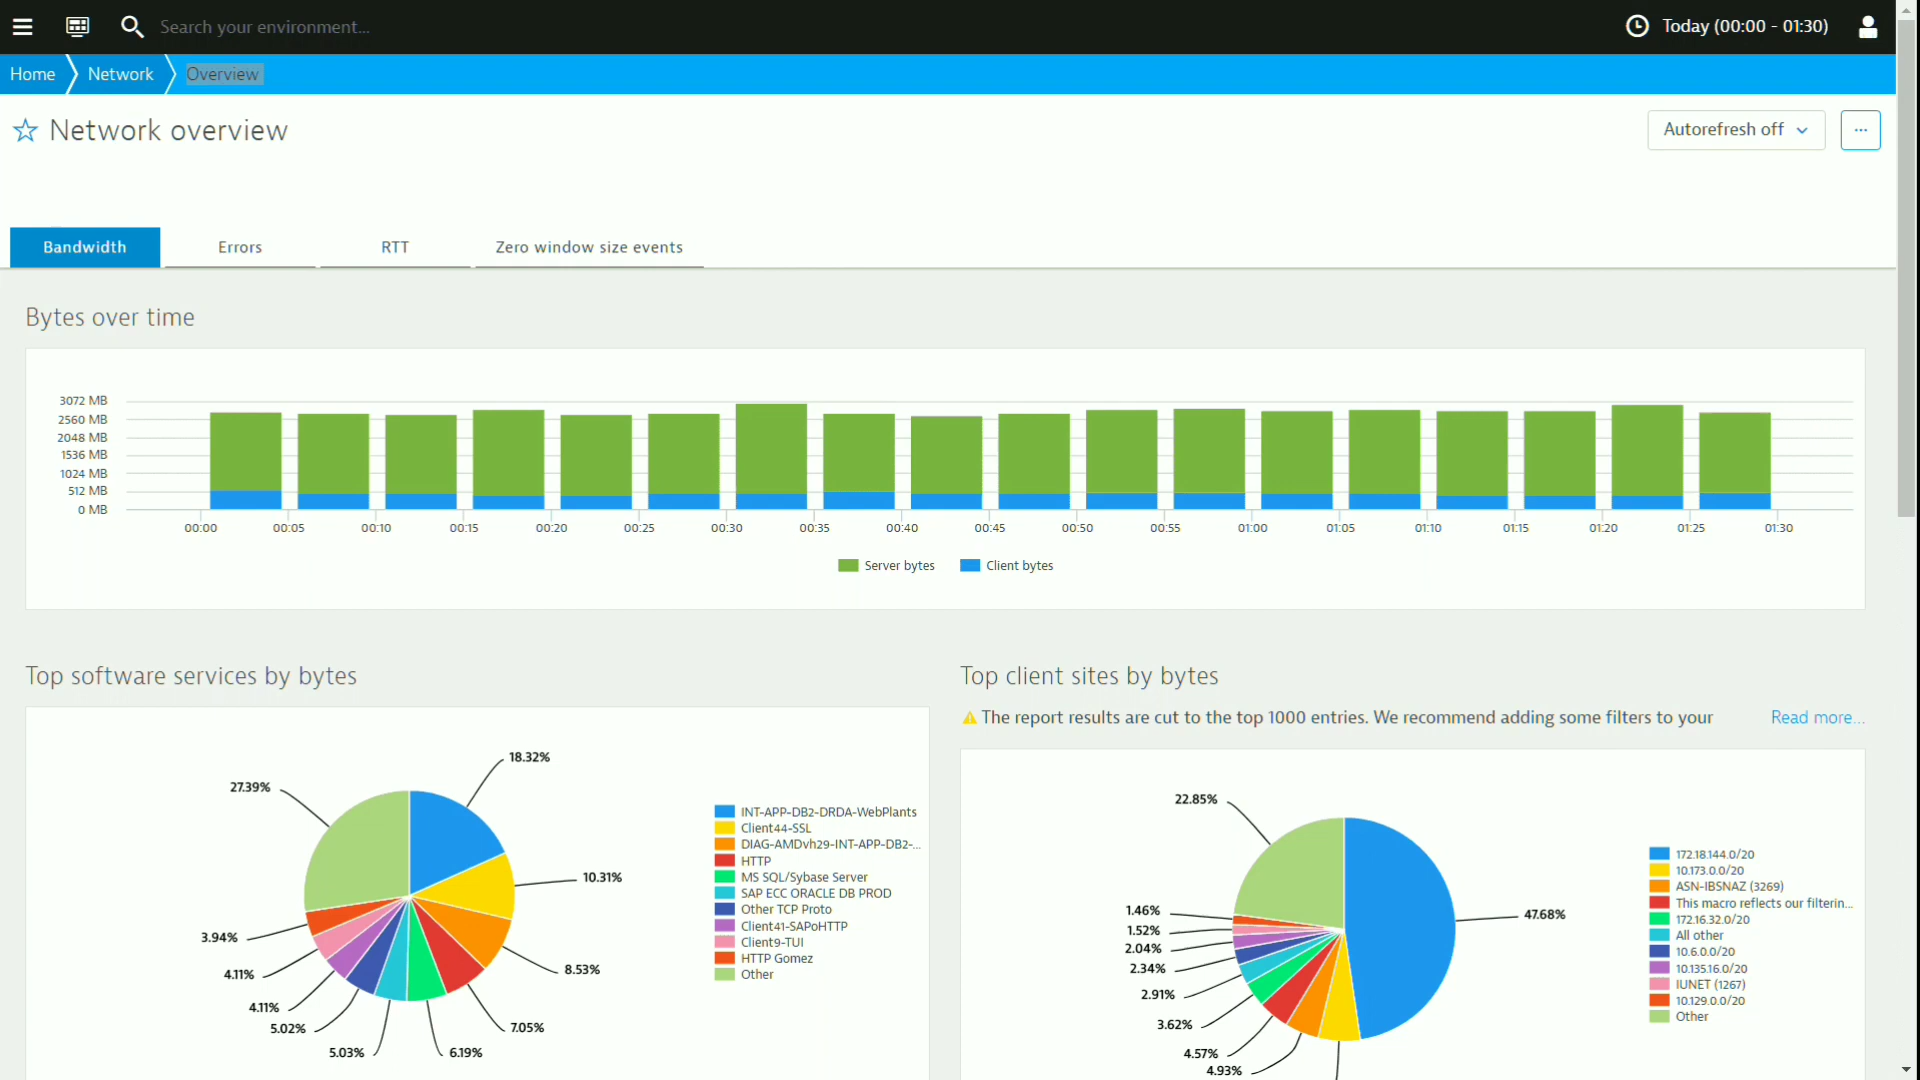 Search your environment...
Today (00:00 - 01:30)
Home
Network
Overview
Network overview
Autorefresh off
...
Bandwidth
Errors
RTT
Zero window size events
Bytes over time
3072 MB
2560 MB
2048 MB
1536 MB
1024 MB
512 MB
0 MB
00:00 00:05 00:10 00:15 00:20 00:25 00:30 00:35 00:40 00:45 00:50 00:55 01:00 01:05 01:10 01:15 01:20 01:25 01:30
Server bytes
Client bytes
Top software services by bytes
18.32%
27.39%
10.31%
3.94%
8.53%
4.11%
4.11%
5.02%
7.05%
5.03%
6.19%
INT-APP-DB2-DRDA-WebPlants
Client44-SSL
DIAG-AMDvh29-INT-APP-DB2-...
HTTP
MS SQL/Sybase Server
SAP ECC ORACLE DB PROD
Other TCP Proto
Client41-SAPoHTTP
Client9-TUI
HTTP Gomez
Other
Top client sites by bytes
The report results are cut to the top 1000 entries. We recommend adding some filters to your
Read more...
22.85%
1.46%
47.68%
1.52%
2.04%
2.34%
2.91%
3.62%
4.57%
4.93%
172.18.144.0/20
10.173.0.0/20
ASN-IBSNAZ (3269)
This macro reflects our filterin...
172.16.32.0/20
All other
10.6.0.0/20
10.135.16.0/20
IUNET (1267)
10.129.0.0/20
Other